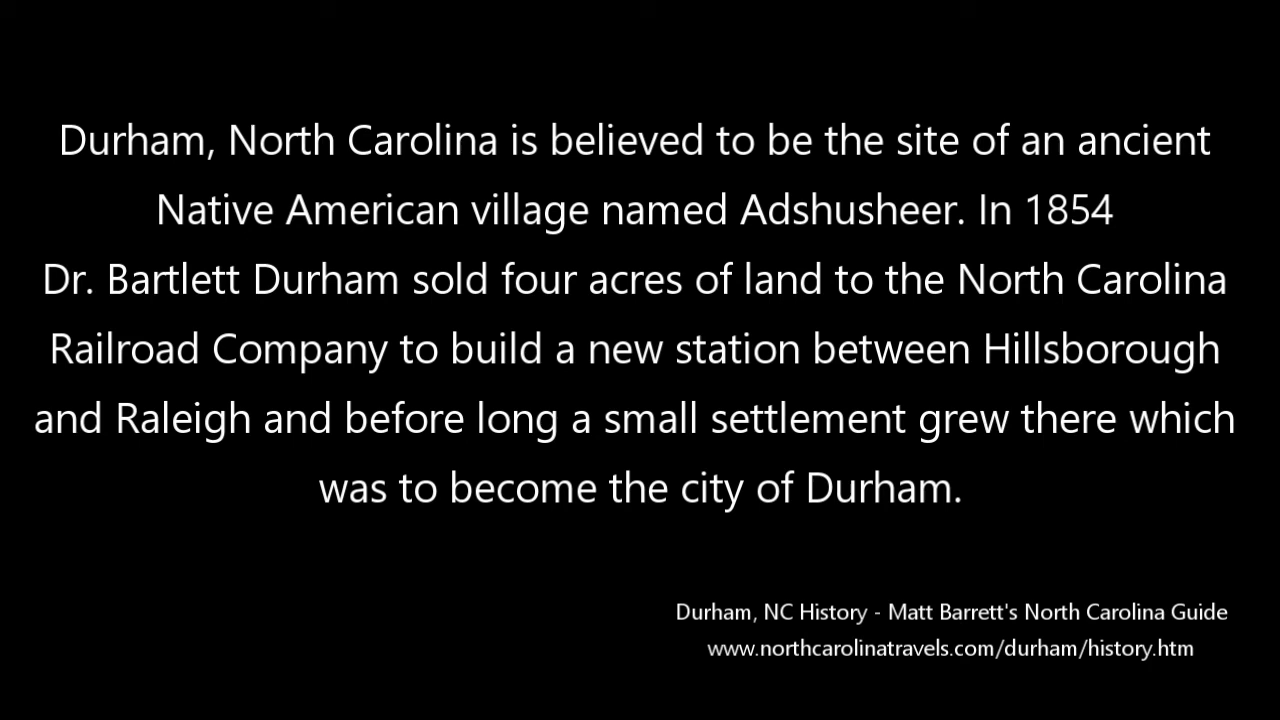 Durham, North Carolina is believed to be the site of an ancient
Native American village named Adshusheer. In 1854
Dr. Bartlett Durham sold four acres of land to the North Carolina
Railroad Company to build a new station between Hillsborough
and Raleigh and before long a small settlement grew there which
was to become the city of Durham.
Durham, NC History - Matt Barrett's North Carolina Guide
www.northcarolinatravels.com/durham/history.htm